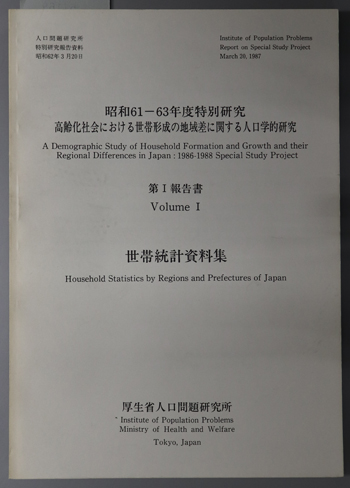 人口問題研究所
特別研究報告資料
昭和62年3月20日
Institute of Population Problems
Report on Special Study Project
March 20, 1987
昭和61-63年度特別研究
高齢化社会における世帯形成の地域差に関する人口学的研究
A Demographic Study of Household Formation and Growth and their
Regional Differences in Japan : 1986-1988 Special Study Project
第Ⅰ報告書
Volume Ⅰ
世帯統計資料集
Household Statistics by Regions and Prefectures of Japan
厚生省人口問題研究所
Institute of Population Problems
Ministry of Health and Welfare
Tokyo, Japan